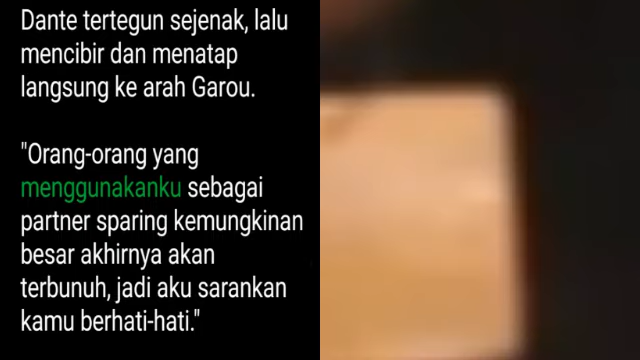 Dante tertegun sejenak, lalu
mencibir dan menatap
langsung ke arah Garou.
"Orang-orang yang
menggunakanku sebagai
partner sparing kemungkinan
besar akhirnya akan
terbunuh, jadi aku sarankan
kamu berhati-hati."